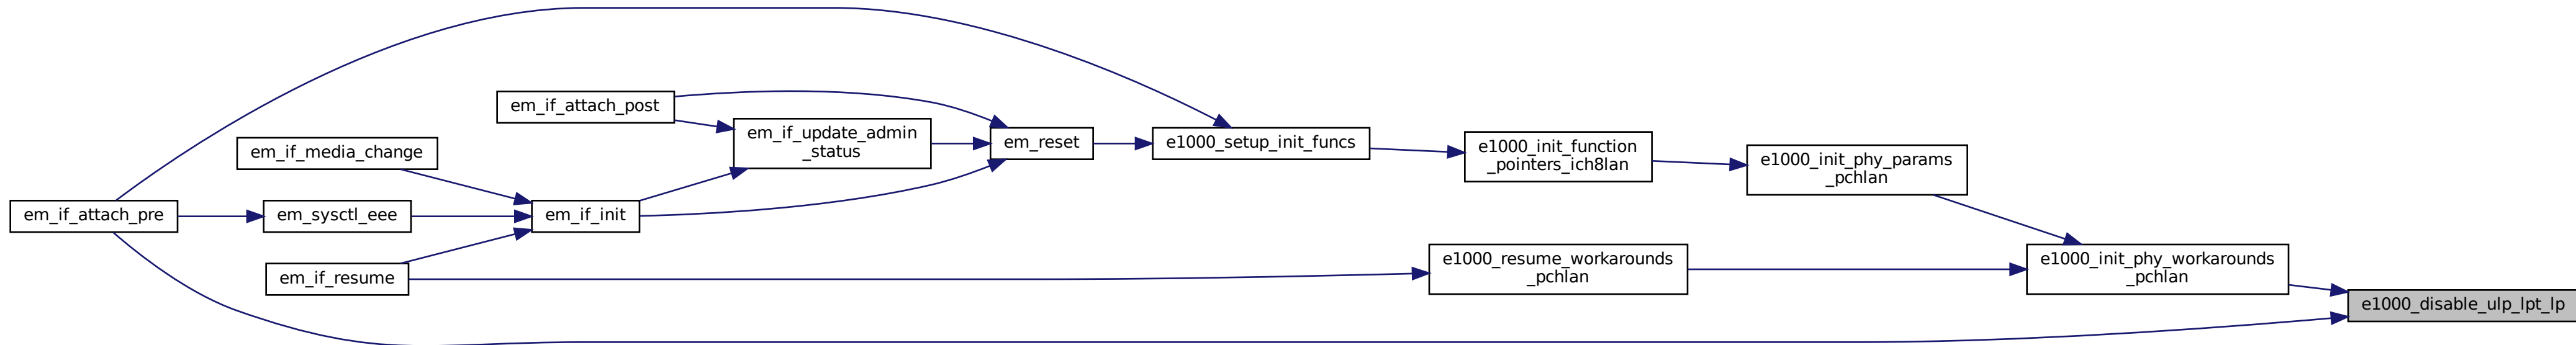 em_if_attach_post
em_if_update_admin
_status
em_reset
e1000_setup_init_funcs
e1000_init_function
_pointers_ich8lan
e1000_init_phy_params
_pchlan
em_if_media_change
em_if_attach_pre
em_sysctl_eee
em_if_init
em_if_resume
e1000_resume_workarounds
_pchlan
e1000_init_phy_workarounds
_pchlan
e1000_disable_ulp_lpt_lp